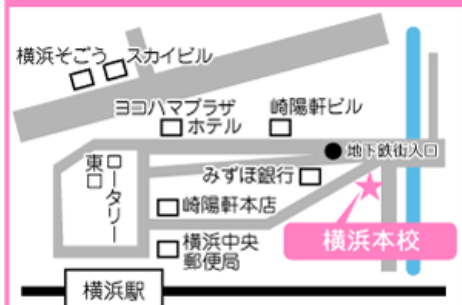 横浜そごう
スカイビル
ヨコハマプラザ
ホテル
崎陽軒ビル
地下鉄街入口
みずほ銀行
東口
ロータリー
崎陽軒本店
横浜中央
郵便局
横浜本校
横浜駅